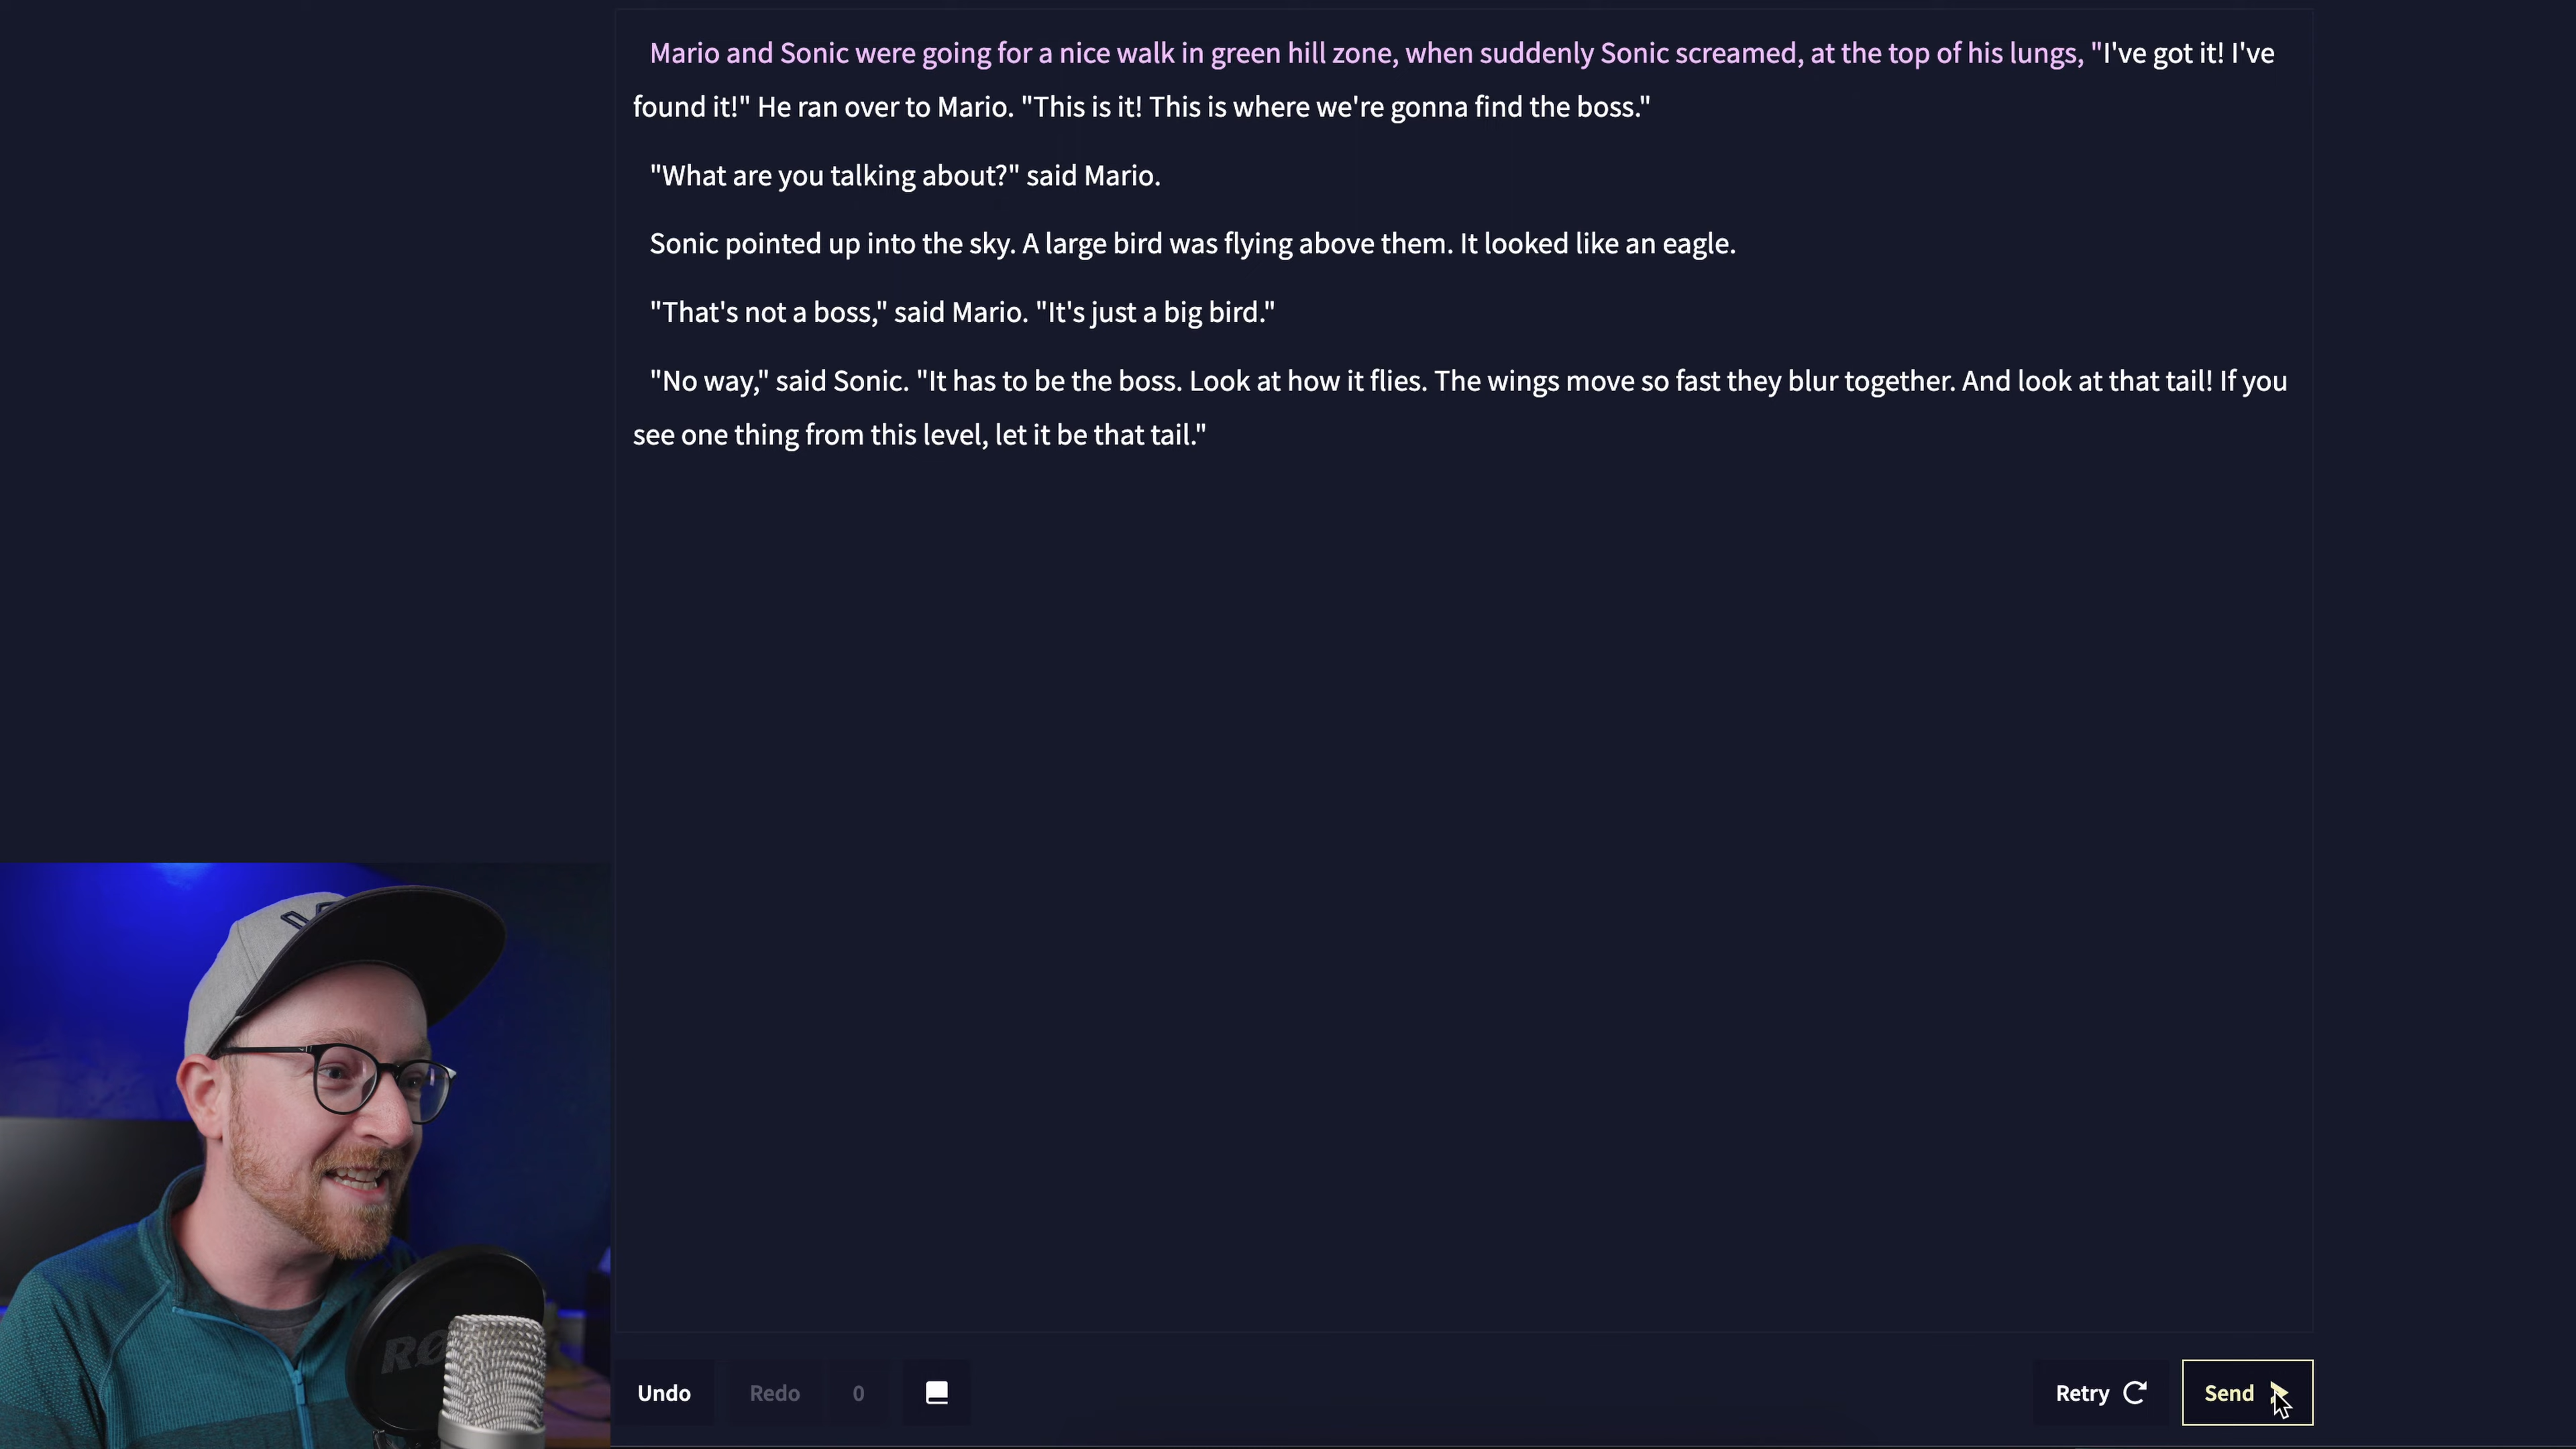 Mario and Sonic were going for a nice walk in green hill zone, when suddenly Sonic screamed, at the top of his lungs, "I've got it! I've
found it!" He ran over to Mario. "This is it! This is where we're gonna find the boss."
"What are you talking about?" said Mario.
Sonic pointed up into the sky. A large bird was flying above them. It looked like an eagle.
"That's not a boss," said Mario. "It's just a big bird."
"No way," said Sonic. "It has to be the boss. Look at how it flies. The wings move so fast they blur together. And look at that tail! If you
see one thing from this level, let it be that tail."
Undo Redo 0 Retry Send